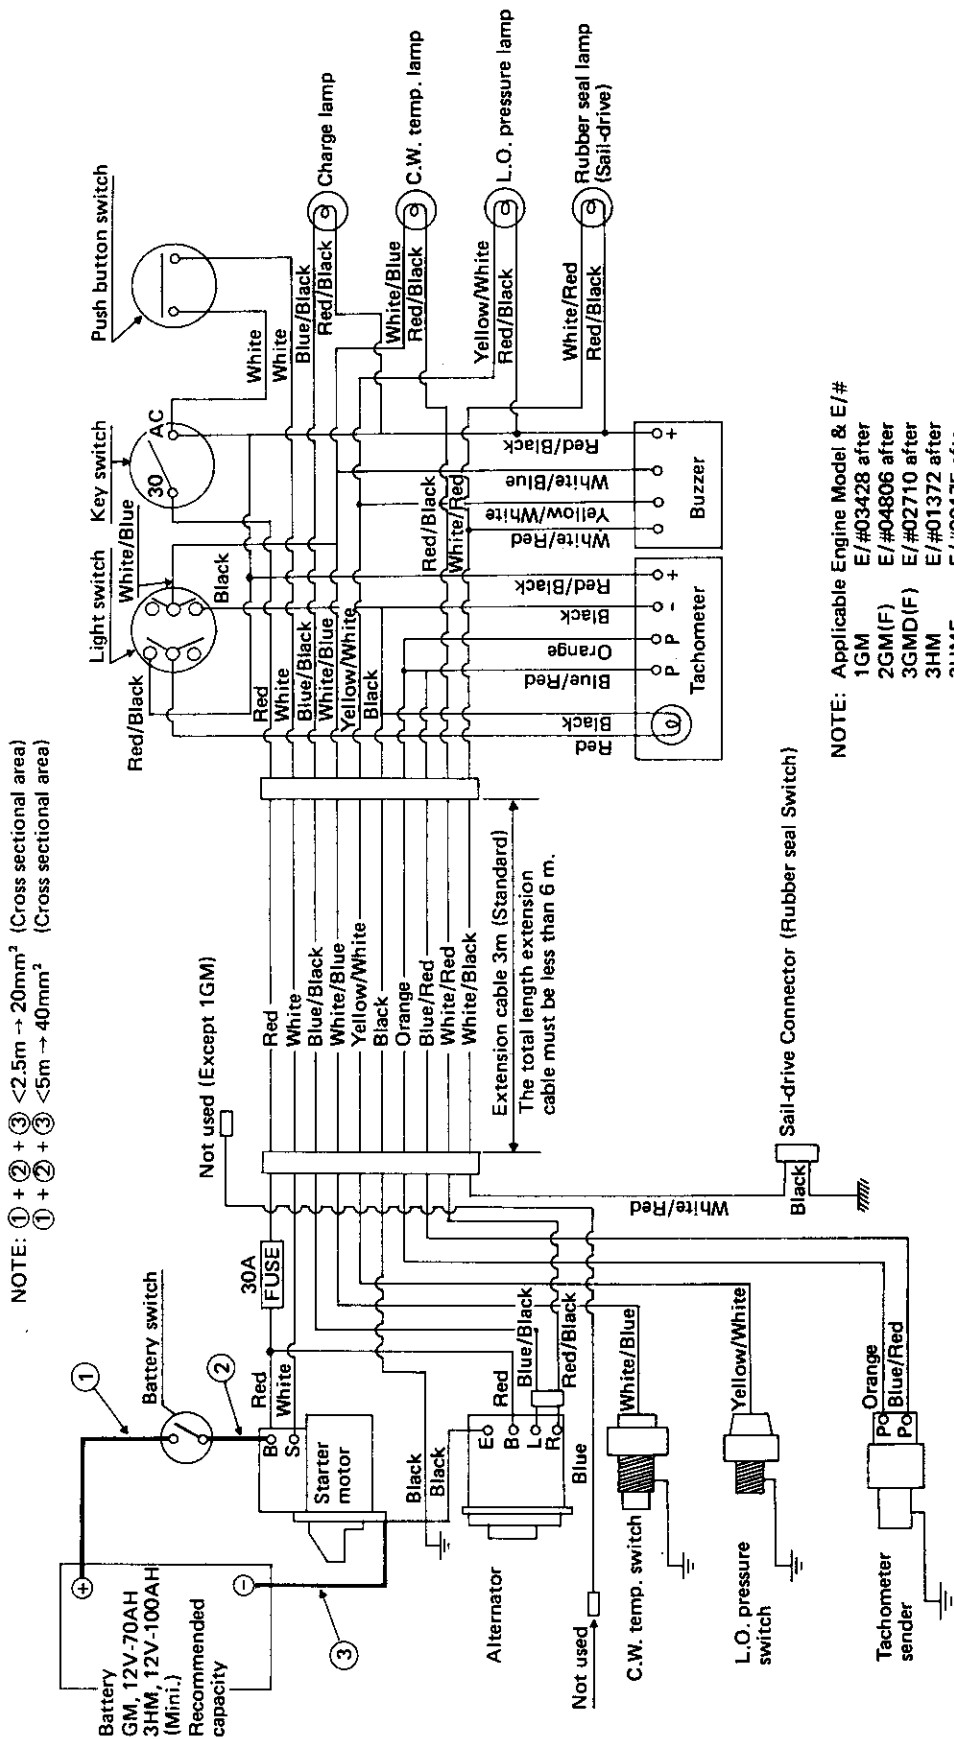 NOTE: ① + ② + ③ <2.5m → 20mm² (Cross sectional area)
① + ② + ③ <5m → 40mm² (Cross sectional area)
Battery
GM, 12V-70AH
3HM, 12V-100AH
(Mini.)
Recommended
capacity
+
−
①
②
③
Battery switch
Red
White
B
S
Starter
motor
30A
FUSE
Not used (Except 1GM)
Black
Black
Alternator
E
B
L
R
Red
Blue/Black
Red/Black
Blue
Not used
C.W. temp. switch
White/Blue
L.O. pressure
switch
Yellow/White
Tachometer
sender
P
P
Orange
Blue/Red
White/Red
Black
Sail-drive Connector (Rubber seal Switch)
Red
White
Blue/Black
White/Blue
Yellow/White
Black
Orange
Blue/Red
White/Red
White/Black
Extension cable 3m (Standard)
The total length extension
cable must be less than 6 m.
Red/Black
Light switch
White/Blue
Key switch
30
AC
Push button switch
Black
White
White
Red
White
Blue/Black
White/Blue
Yellow/White
Black
Red/Black
White/Red
Blue/Black
Red/Black
Charge lamp
White/Blue
Red/Black
C.W. temp. lamp
Yellow/White
Red/Black
L.O. pressure lamp
White/Red
Red/Black
Rubber seal lamp
(Sail-drive)
Red
Black
Blue/Red
Orange
Black
Red/Black
P
P
−
+
Tachometer
White/Red
Yellow/White
White/Blue
Red/Black
+
Buzzer
NOTE: Applicable Engine Model & E/#
1GM E/#03428 after
2GM(F) E/#04806 after
3GMD(F) E/#02710 after
3HM E/#01372 after